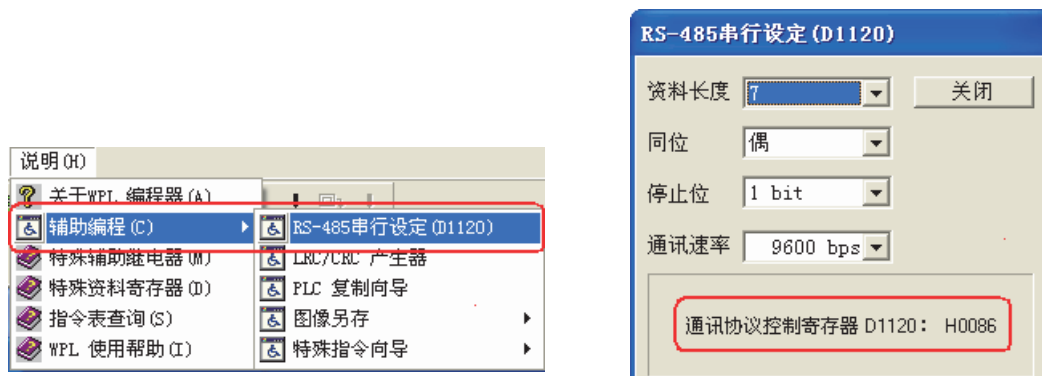 说明(H)
关于WPL 编程器(A)
辅助编程(C)
特殊辅助继电器(M)
特殊资料寄存器(D)
指令表查询(S)
WPL 使用帮助(I)
RS-485串行设定(D1120)
LRC/CRC 产生器
PLC 复制向导
图像另存
特殊指令向导
RS-485串行设定(D1120)
资料长度 7 关闭
同位 偶
停止位 1 bit
通讯速率 9600 bps
通讯协议控制寄存器 D1120： H0086